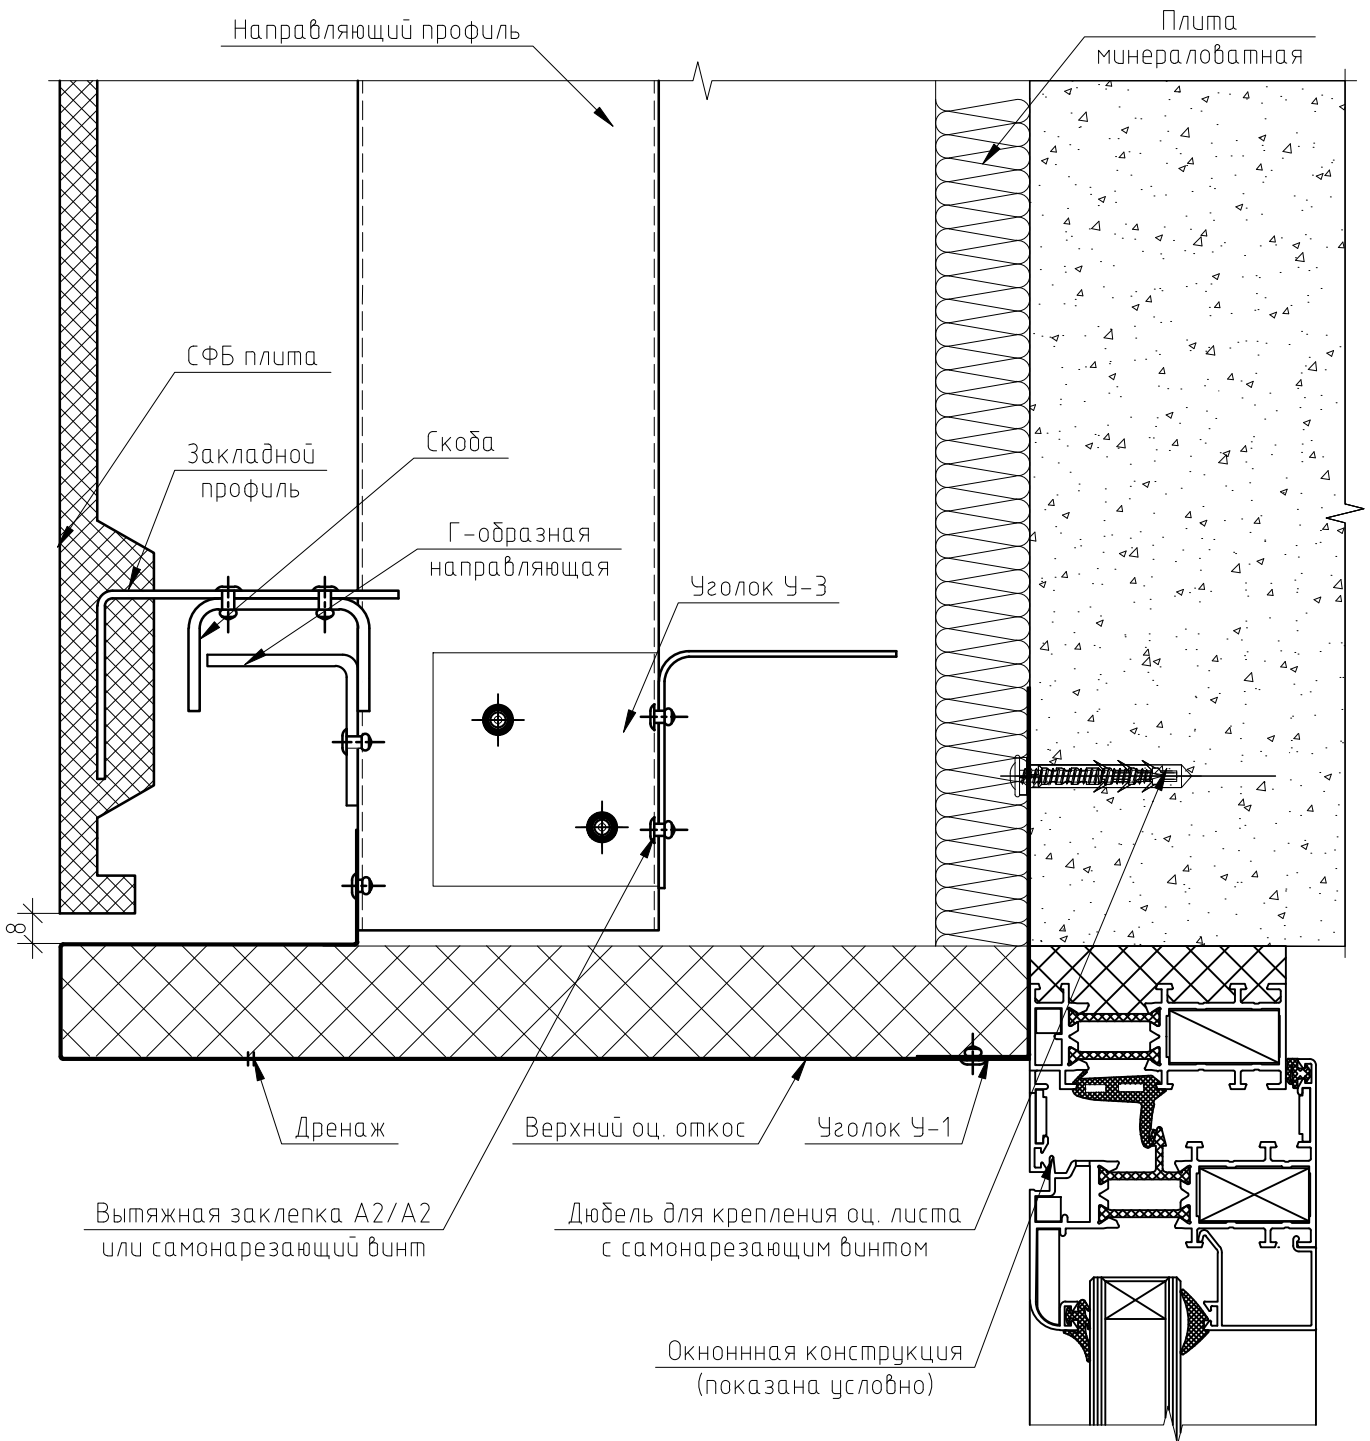 Направляющий профиль
Плита
минераловатная
СФБ плита
Закладной
профиль
Скоба
Г-образная
направляющая
Уголок У-3
8
Дренаж
Верхний оц. откос
Уголок У-1
Вытяжная заклепка А2/А2
или самонарезающий винт
Дюбель для крепления оц. листа
с самонарезающим винтом
Окноннная конструкция
(показана условно)